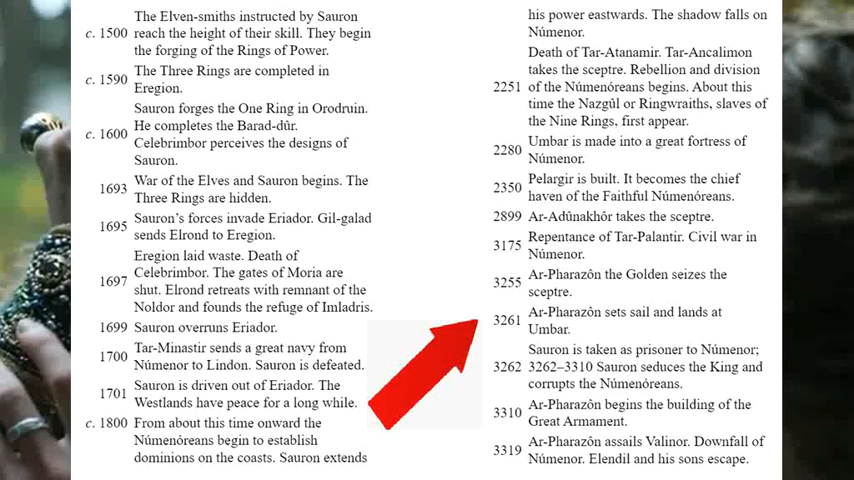 The Elven-smiths instructed by Sauron
c. 1500 reach the height of their skill. They begin
the forging of the Rings of Power.
c. 1590 The Three Rings are completed in
Eregion.
Sauron forges the One Ring in Orodruin.
c. 1600 He completes the Barad-dûr.
Celebrimbor perceives the designs of
Sauron.
1693 War of the Elves and Sauron begins. The
Three Rings are hidden.
1695 Sauron's forces invade Eriador. Gil-galad
sends Elrond to Eregion.
Eregion laid waste. Death of
Celebrimbor. The gates of Moria are
1697 shut. Elrond retreats with remnant of the
Noldor and founds the refuge of Imladris.
1699 Sauron overruns Eriador.
1700 Tar-Minastir sends a great navy from
Númenor to Lindon. Sauron is defeated.
1701 Sauron is driven out of Eriador. The
Westlands have peace for a long while.
c. 1800 From about this time onward the
Númenóreans begin to establish
dominions on the coasts. Sauron extends
his power eastwards. The shadow falls on
Númenor.
Death of Tar-Atanamir. Tar-Ancalimon
takes the sceptre. Rebellion and division
2251 of the Númenóreans begins. About this
time the Nazgûl or Ringwraiths, slaves of
the Nine Rings, first appear.
2280 Umbar is made into a great fortress of
Númenor.
2350 Pelargir is built. It becomes the chief
haven of the Faithful Númenóreans.
2899 Ar-Adûnakhôr takes the sceptre.
3175 Repentance of Tar-Palantir. Civil war in
Númenor.
3255 Ar-Pharazôn the Golden seizes the
sceptre.
3261 Ar-Pharazôn sets sail and lands at
Umbar.
Sauron is taken as prisoner to Númenor;
3262 3262–3310 Sauron seduces the King and
corrupts the Númenóreans.
3310 Ar-Pharazôn begins the building of the
Great Armament.
3319 Ar-Pharazôn assails Valinor. Downfall of
Númenor. Elendil and his sons escape.